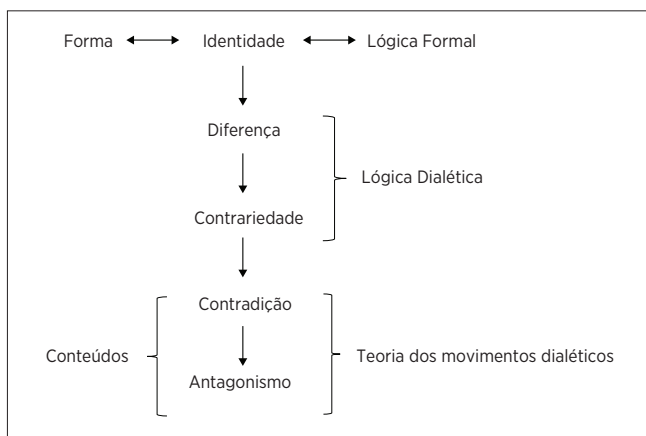 Forma Identidade Lógica Formal
Diferença
Lógica Dialética
Contrariedade
Contradição
Conteúdos Teoria dos movimentos dialéticos
Antagonismo